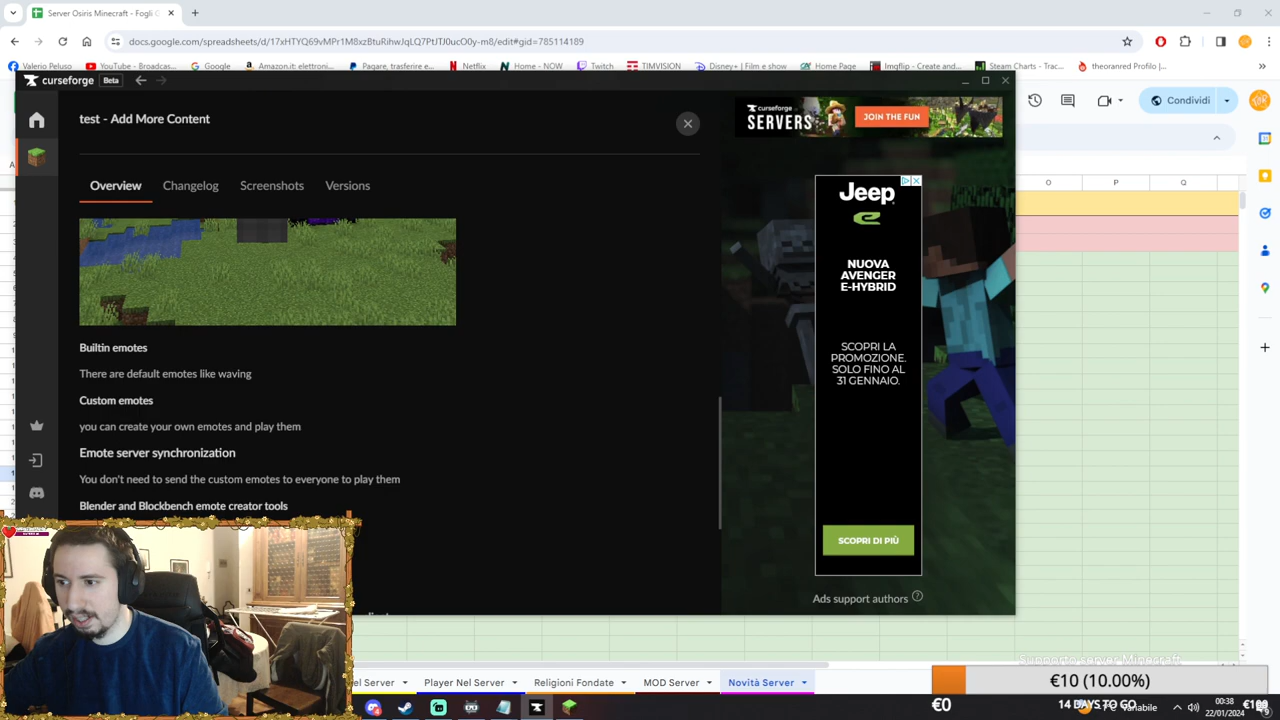 Server Osiris Minecraft - Fogli G
docs.google.com/spreadsheets/d/17xHTYQ69vMPr1M8xzBtuRihwJqLQ7PtJTJ0ucO0y-m8/edit#gid=785114189
Valerio Peluso
YouTube - Broadcas...
Google
Amazon.it: elettroni...
Pagare, trasferire e...
Netflix
Home - NOW
Twitch
TIMVISION
Disney+ | Film e show
Home Page
Imgflip - Create and...
Steam Charts - Trac...
theoranred Profilo |...
curseforge
Beta
Condividi
test - Add More Content
curseforge
SERVERS
JOIN THE FUN
Overview
Changelog
Screenshots
Versions
O
P
Q
Jeep
e
NUOVA
AVENGER
E-HYBRID
SCOPRI LA
PROMOZIONE.
SOLO FINO AL
31 GENNAIO.
SCOPRI DI PIÙ
Ads support authors
Builtin emotes
There are default emotes like waving
Custom emotes
you can create your own emotes and play them
Emote server synchronization
You don't need to send the custom emotes to everyone to play them
Blender and Blockbench emote creator tools
Supporto server Minecraft
el Server
Player Nel Server
Religioni Fondate
MOD Server
Novità Server
€10 (10.00%)
€0
14 DAYS TO GO
€100
00:38
22/01/2024